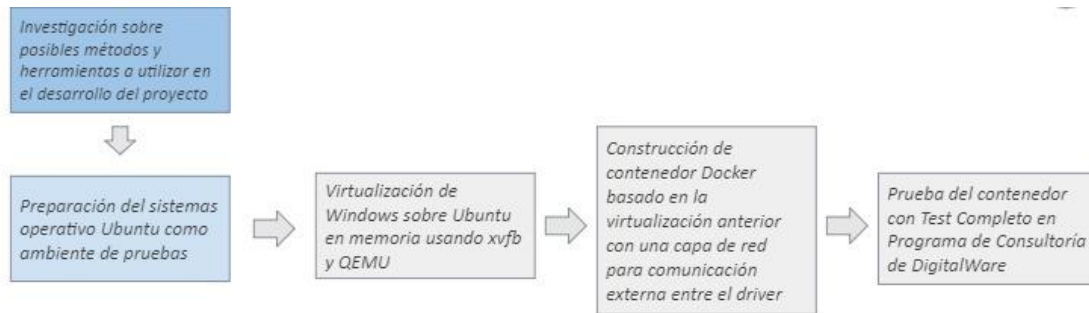 Investigación sobre
posibles métodos y
herramientas a utilizar en
el desarrollo del proyecto
Preparación del sistemas
operativo Ubuntu como
ambiente de pruebas
Virtualización de
Windows sobre Ubuntu
en memoria usando xvfb
y QEMU
Construcción de
contenedor Docker
basado en la
virtualización anterior
con una capa de red
para comunicación
externa entre el driver
Prueba del contenedor
con Test Completo en
Programa de Consultoría
de DigitalWare